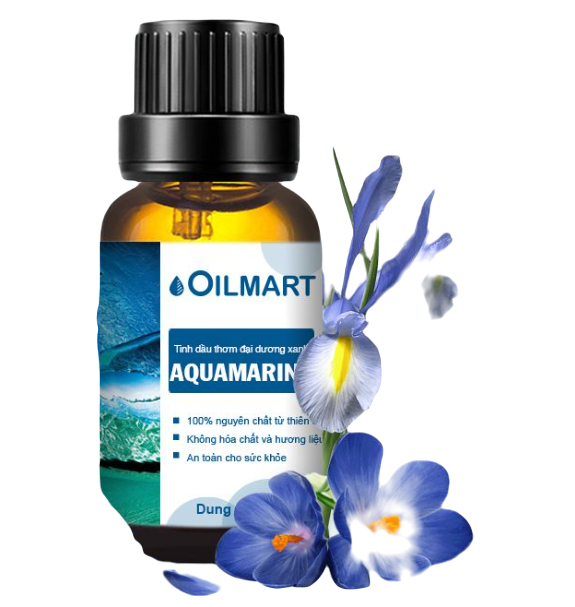 OILMART
Tinh dầu thơm đại dương xanh
AQUAMARIN
100% nguyên chất từ thiên
Không hóa chất và hương liệu
An toàn cho sức khỏe
Dung